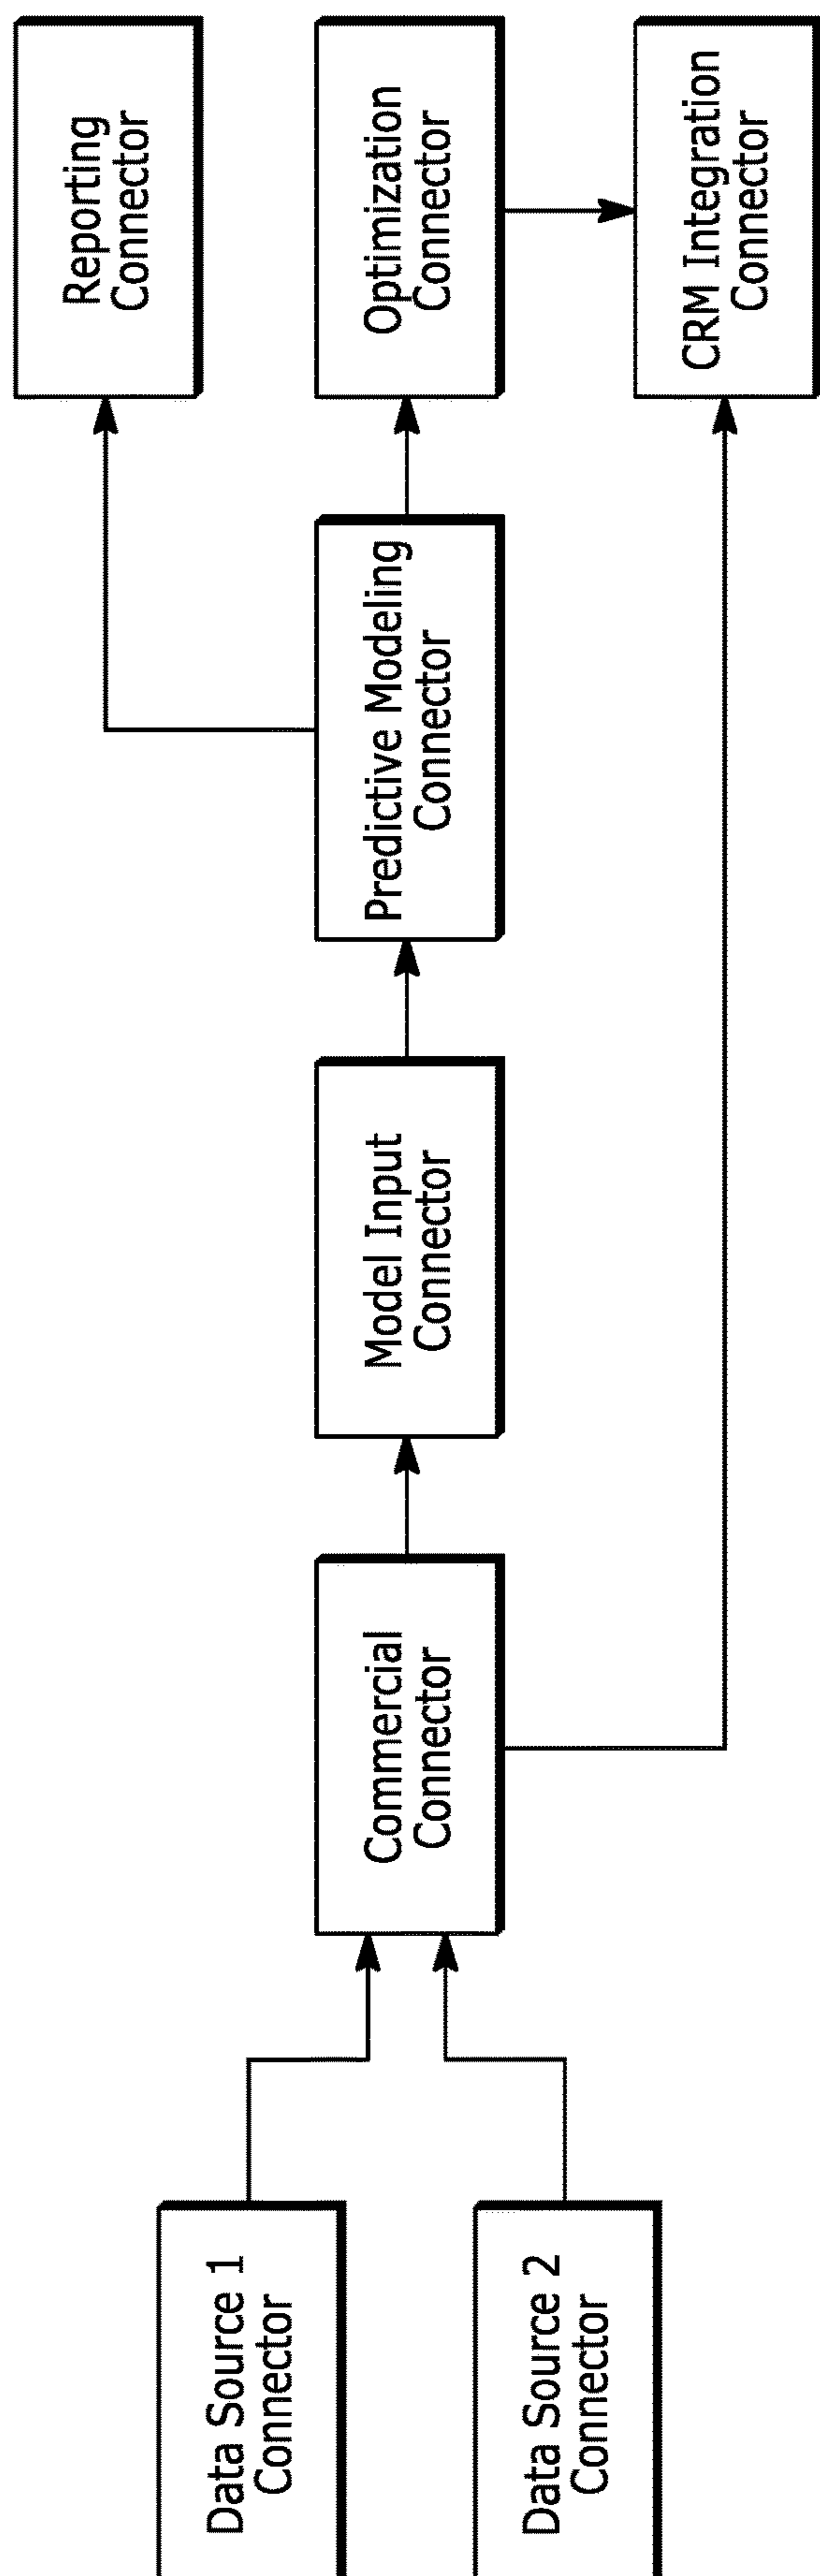 Data Source 1
Connector
Data Source 2
Connector
Commercial
Connector
Model Input
Connector
Predictive Modeling
Connector
Reporting
Connector
Optimization
Connector
CRM Integration
Connector